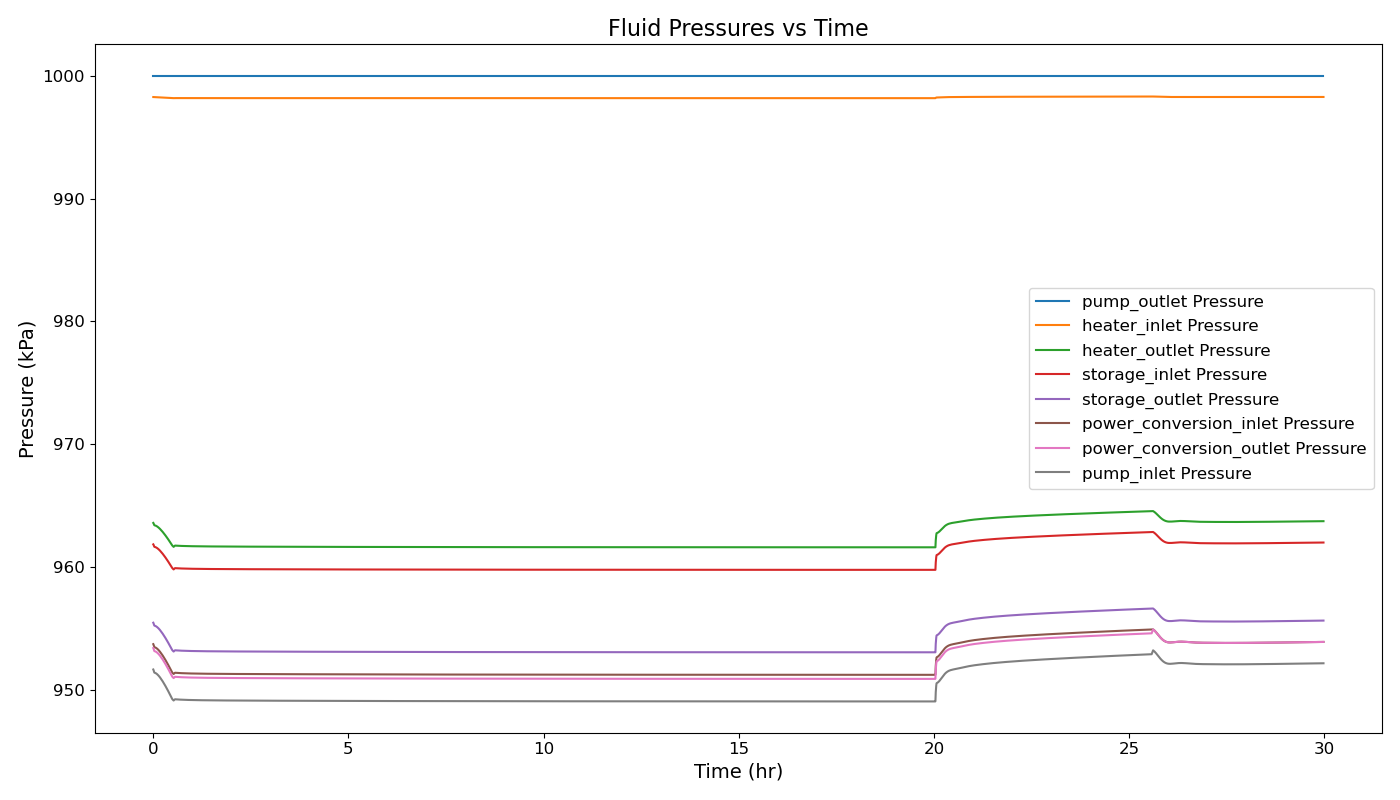 Fluid Pressures vs Time
1000
990
980
970
960
950
Pressure (kPa)
pump_outlet Pressure
heater_inlet Pressure
heater_outlet Pressure
storage_inlet Pressure
storage_outlet Pressure
power_conversion_inlet Pressure
power_conversion_outlet Pressure
pump_inlet Pressure
0 5 10 15 20 25 30
Time (hr)